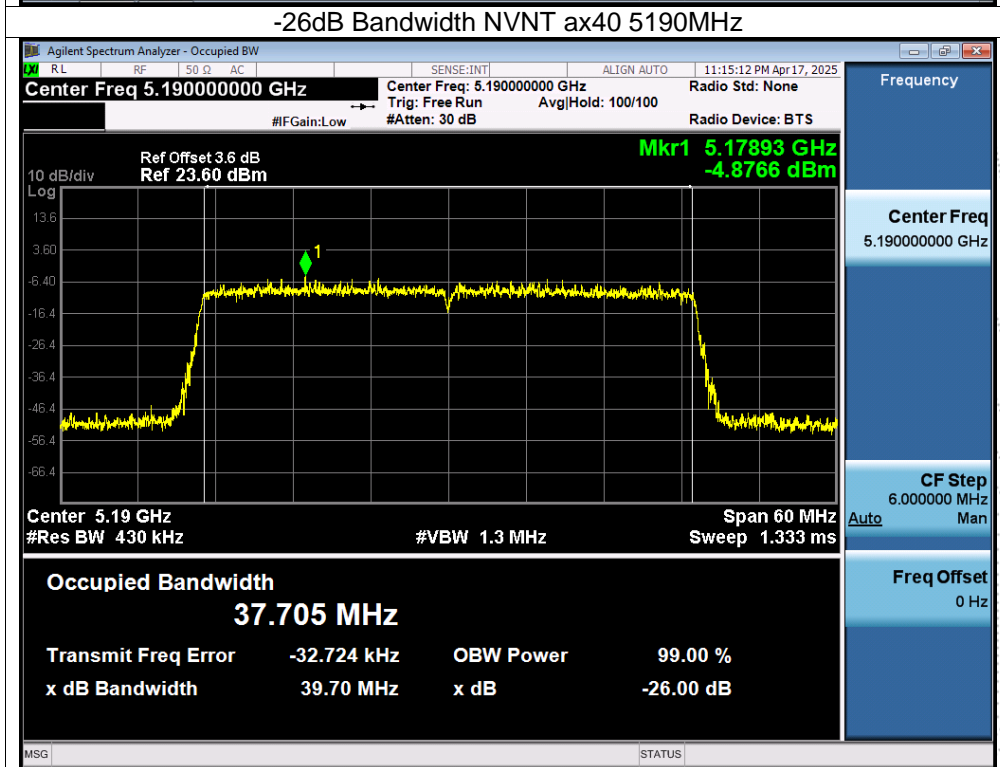 -26dB Bandwidth NVNT ax40 5190MHz
Agilent Spectrum Analyzer - Occupied BW
LXI RL RF 50 Ω AC SENSE:INT ALIGN AUTO 11:15:12 PM Apr 17, 2025
Center Freq 5.190000000 GHz
Center Freq: 5.190000000 GHz Radio Std: None
Trig: Free Run Avg|Hold: 100/100
#IFGain:Low #Atten: 30 dB Radio Device: BTS
Frequency
Ref Offset 3.6 dB Mkr1 5.17893 GHz
10 dB/div Ref 23.60 dBm -4.8766 dBm
Log
13.6
3.60
-6.40
-16.4
-26.4
-36.4
-46.4
-56.4
-66.4
1
Center Freq
5.190000000 GHz
Center 5.19 GHz Span 60 MHz
#Res BW 430 kHz #VBW 1.3 MHz Sweep 1.333 ms
CF Step
6.000000 MHz
Auto Man
Occupied Bandwidth
37.705 MHz
Transmit Freq Error -32.724 kHz OBW Power 99.00 %
x dB Bandwidth 39.70 MHz x dB -26.00 dB
Freq Offset
0 Hz
MSG STATUS